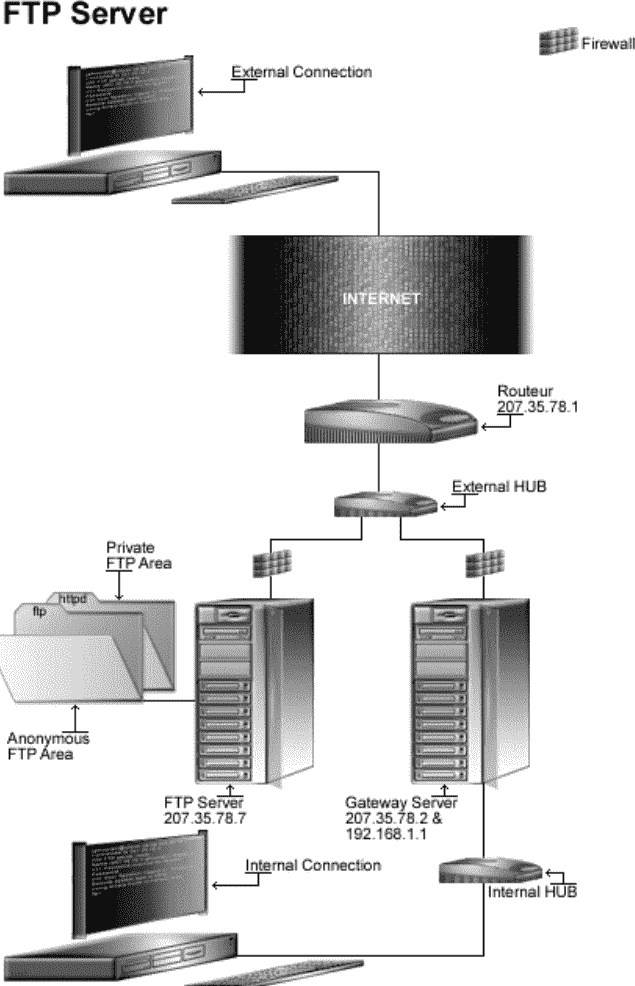 FTP Server
Firewall
External Connection
INTERNET
Routeur
207.35.78.1
External HUB
Private
FTP Area
httpd
ftp
Anonymous
FTP Area
FTP Server
207.35.78.7
Gateway Server
207.35.78.2 &
192.168.1.1
Internal Connection
Internal HUB